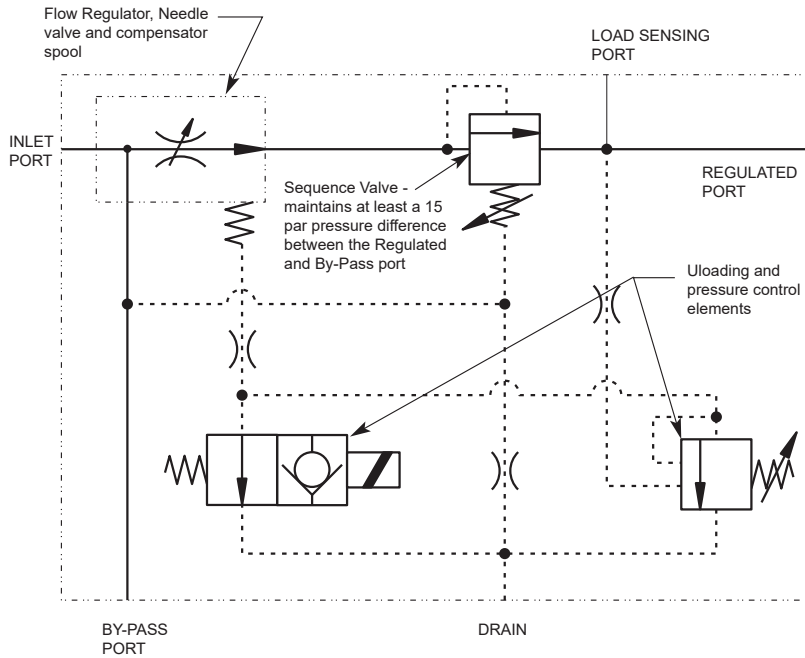 Flow Regulator, Needle
valve and compensator
spool
LOAD SENSING
PORT
INLET
PORT
REGULATED
PORT
Sequence Valve -
maintains at least a 15
par pressure difference
between the Regulated
and By-Pass port
Uloading and
pressure control
elements
BY-PASS
PORT
DRAIN